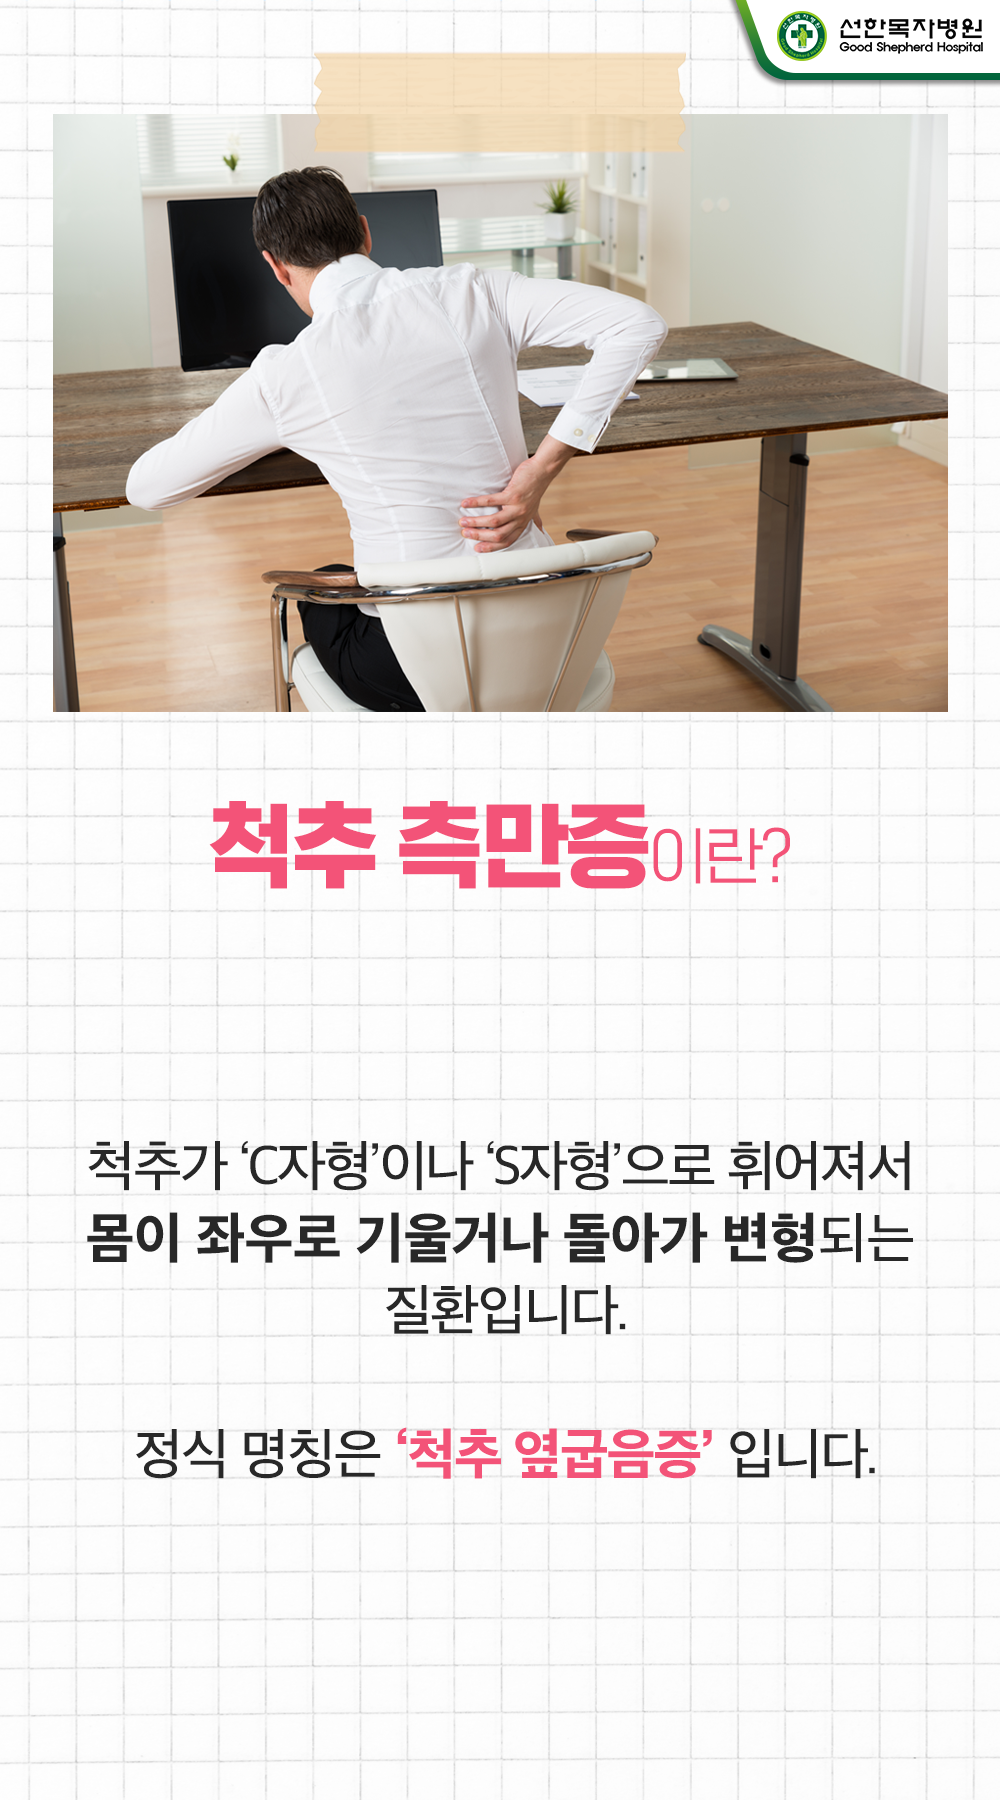 선한목자병원
Good Shepherd Hospital
척추 측만증이란?
척추가 ‘C자형’이나 ‘S자형’으로 휘어져서
몸이 좌우로 기울거나 돌아가 변형되는
질환입니다.
정식 명칭은 ‘척추 옆굽음증’ 입니다.